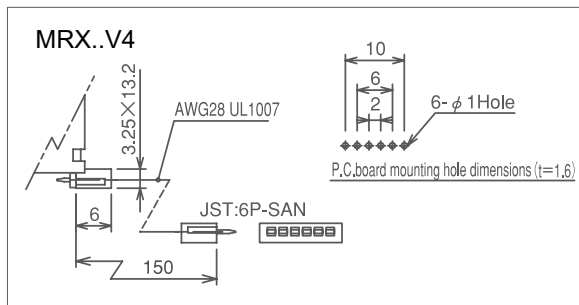 MRX..V4
3.25×13.2
AWG28 UL1007
6
JST:6P-SAN
150
10
6
2
6-φ1Hole
P.C.board mounting hole dimensions (t=1.6)